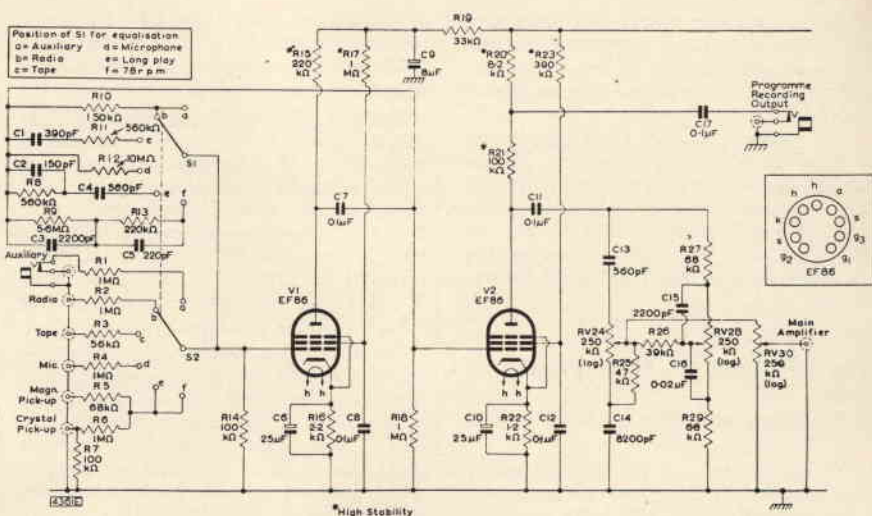 Position of S1 for equalisation
a= Auxiliary d= Microphone
b= Radio e= Long play
c= Tape f= 78 r p m
R10
150kΩ
b
a
C1
390pF
R11
560kΩ
c
C2
150pF
R12
10MΩ
d
S1
R8
560kΩ
C4
560pF
e
f
R9
5·6MΩ
R13
220kΩ
C3
2200pF
C5
220pF
Auxiliary
R1
1MΩ
a
Radio
R2
1MΩ
b
Tape
R3
56kΩ
c
S2
Mic.
R4
1MΩ
d
Magn.
Pick-up
R5
68kΩ
e
f
Crystal
Pick-up
R6
1MΩ
R7
100
kΩ
4361E
R14
100
kΩ
*R15
220
kΩ
*R17
1
MΩ
C9
8μF
R19
33kΩ
C7
0·1μF
V1
EF86
h
h
C6
25μF
R16
2·2
kΩ
C8
0·1μF
R18
1
MΩ
*High Stability
*R20
8·2
kΩ
*R23
390
kΩ
*
R21
100
kΩ
C11
0·1μF
V2
EF86
h
h
C10
25μF
R22
1·2
kΩ
C12
0·1μF
C17
0·1μF
Programme
Recording
Output
C13
560pF
R27
68
kΩ
C15
2200pF
RV24
250
kΩ
(log)
R26
39kΩ
R25
47
kΩ
RV28
250
kΩ
(log)
C16
0·02μF
C14
8200pF
R29
68
kΩ
RV30
250
kΩ
(log)
Main
Amplifier
h
h
a
k
s
s
g3
g2
g1
EF86